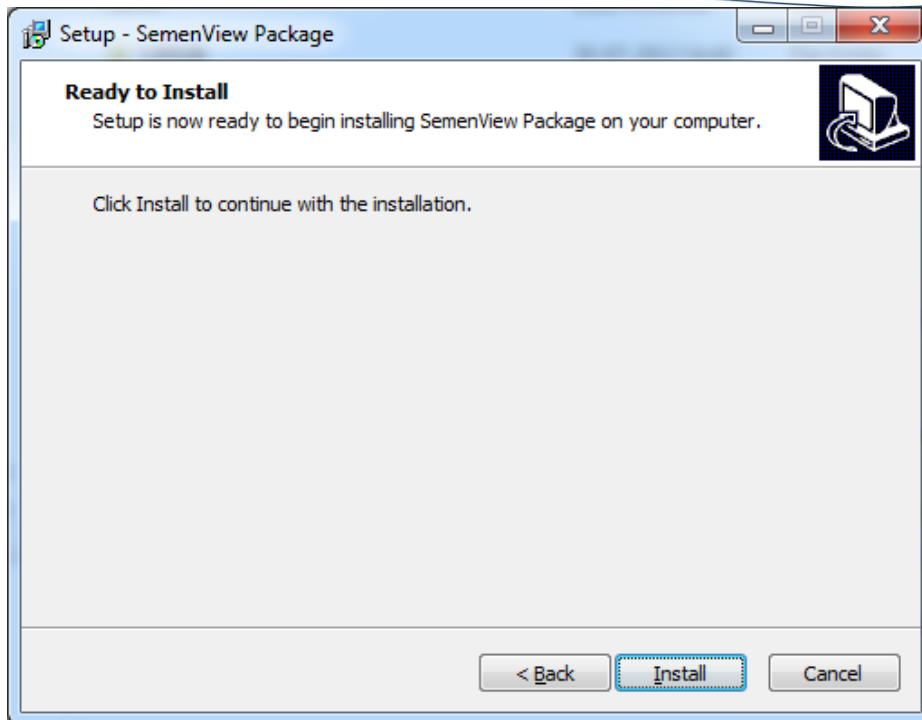 Setup - SemenView Package
Ready to Install
Setup is now ready to begin installing SemenView Package on your computer.
Click Install to continue with the installation.
< Back
Install
Cancel